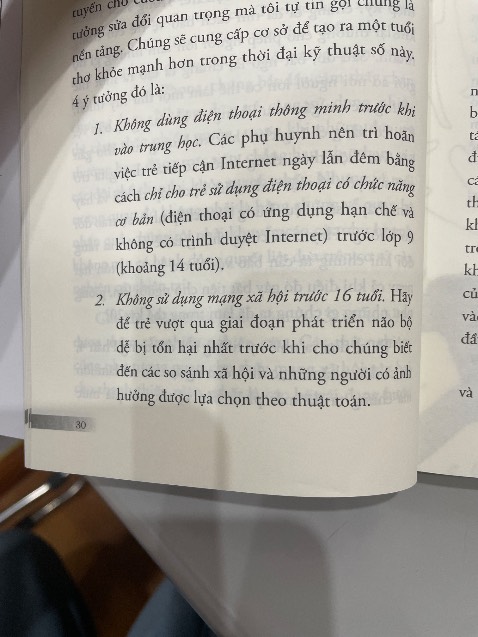 tuyến cho
tưởng sửa đổi quan trọng mà tôi tự tin gọi chúng là
nền tảng. Chúng sẽ cung cấp cơ sở để tạo ra một tuổi
thơ khỏe mạnh hơn trong thời đại kỹ thuật số này.
4 ý tưởng đó là:
1. Không dùng điện thoại thông minh trước khi
vào trung học. Các phụ huynh nên trì hoãn
việc trẻ tiếp cận Internet ngày lẫn đêm bằng
cách chỉ cho trẻ sử dụng điện thoại có chức năng
cơ bản (điện thoại có ứng dụng hạn chế và
không có trình duyệt Internet) trước lớp 9
(khoảng 14 tuổi).
2. Không sử dụng mạng xã hội trước 16 tuổi. Hãy
để trẻ vượt qua giai đoạn phát triển não bộ
dễ bị tổn hại nhất trước khi cho chúng biết
đến các so sánh xã hội và những người có ảnh
hưởng được lựa chọn theo thuật toán.
30
củ
và